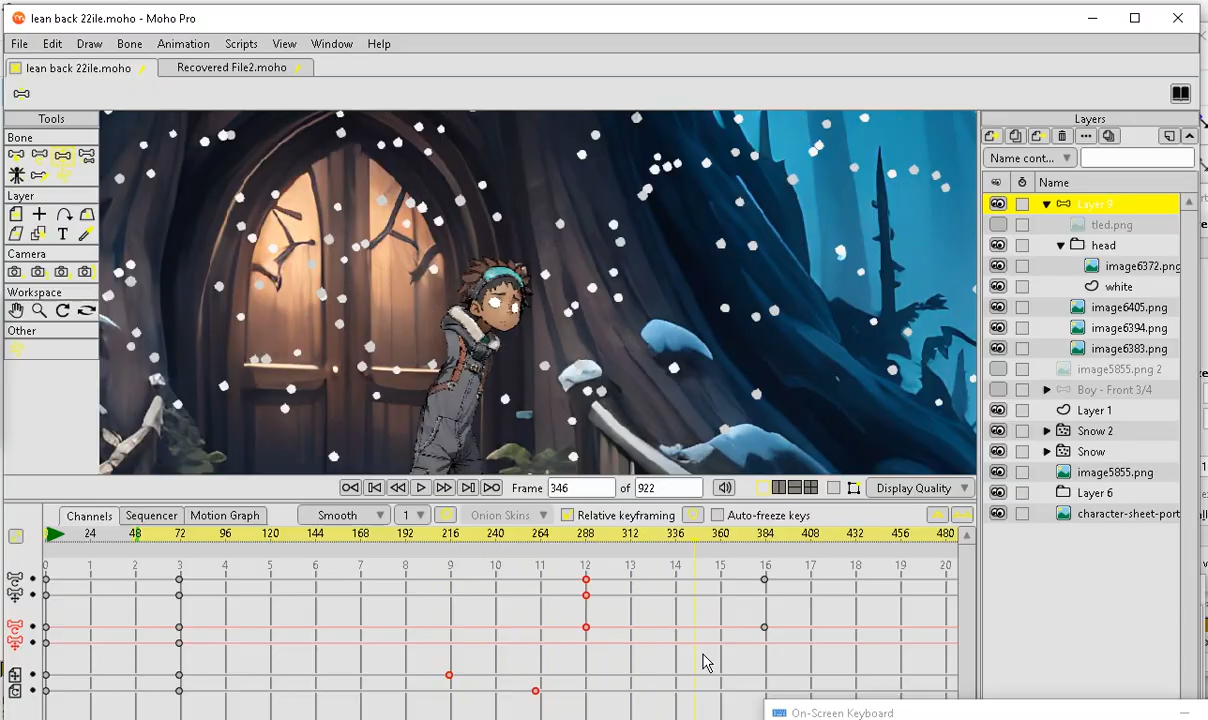 lean back 22ile.moho - Moho Pro
File Edit Draw Bone Animation Scripts View Window Help
lean back 22ile.moho Recovered File2.moho
Tools
Layers
Bone
Name cont...
Name
Layer 9
Layer
tled.png
head
Camera
image6372.png
white
Workspace
image6405.png
image6394.png
Other
image6383.png
image5855.png 2
Boy - Front 3/4
Layer 1
Snow 2
Snow
image5855.png
Frame 346 of 922 Display Quality
Layer 6
Channels Sequencer Motion Graph Smooth 1 Onion Skins Relative keyframing Auto-freeze keys
character-sheet-port
24 48 72 96 120 144 168 192 216 240 264 288 312 336 360 384 408 432 456 480
0 1 2 3 4 5 6 7 8 9 10 11 12 13 14 15 16 17 18 19 20
On-Screen Keyboard